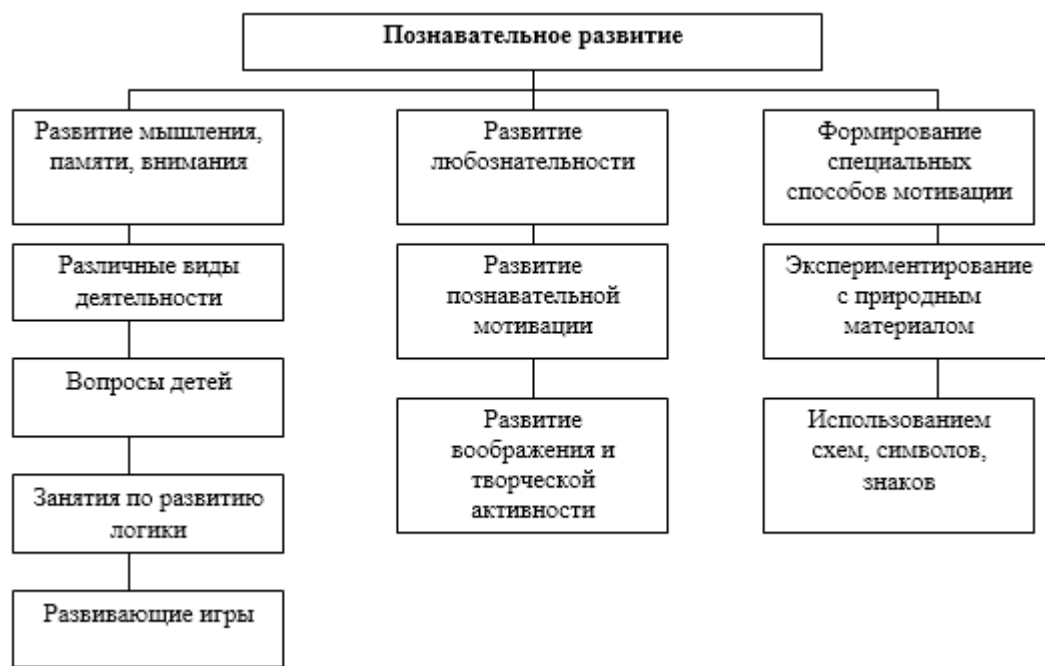 Познавательное развитие
Развитие мышления,
памяти, внимания
Различные виды
деятельности
Вопросы детей
Занятия по развитию
логики
Развивающие игры
Развитие
любознательности
Развитие
познавательной
мотивации
Развитие
воображения и
творческой
активности
Формирование
специальных
способов мотивации
Экспериментирование
с природным
материалом
Использованием
схем, символов,
знаков